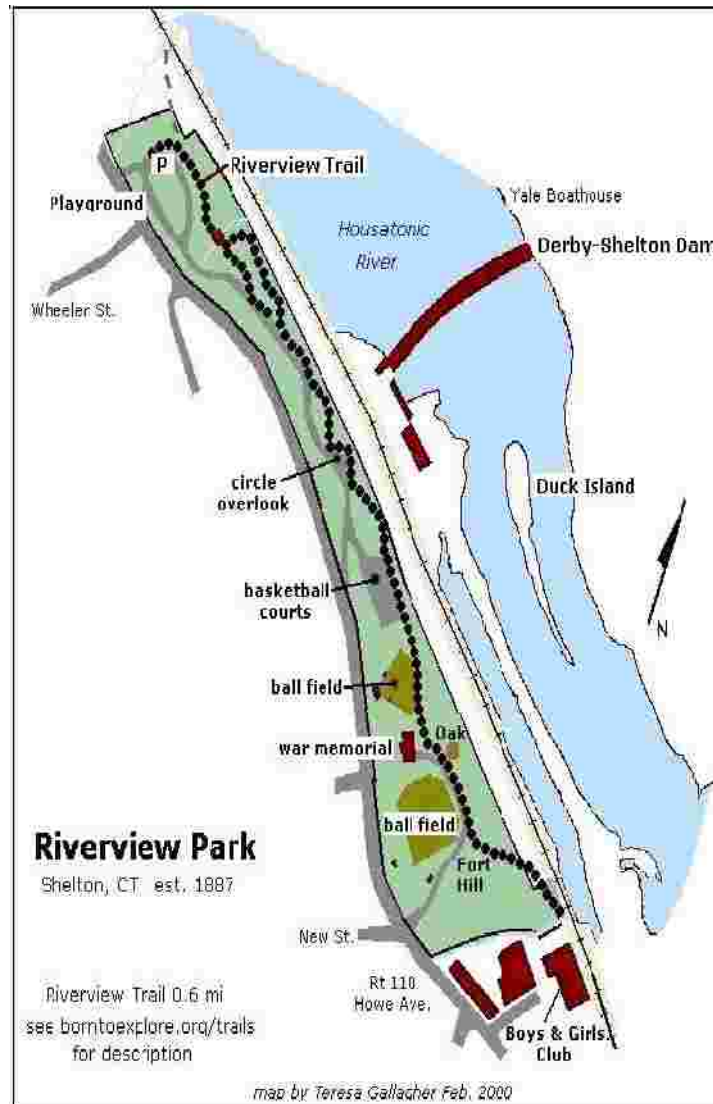 P
Riverview Trail
Playground
Yale Boathouse
Housatonic
River
Derby-Shelton Dam
Wheeler St.
circle
overlook
Duck Island
N
basketball
courts
ball field
war memorial
Oak
ball field
Riverview Park
Shelton, CT est. 1887
Fort
Hill
New St.
Rt 110
Howe Ave.
Riverview Trail 0.6 mi
see borntoexplore.org/trails
for description
Boys & Girls
Club
map by Teresa Gallagher Feb. 2000